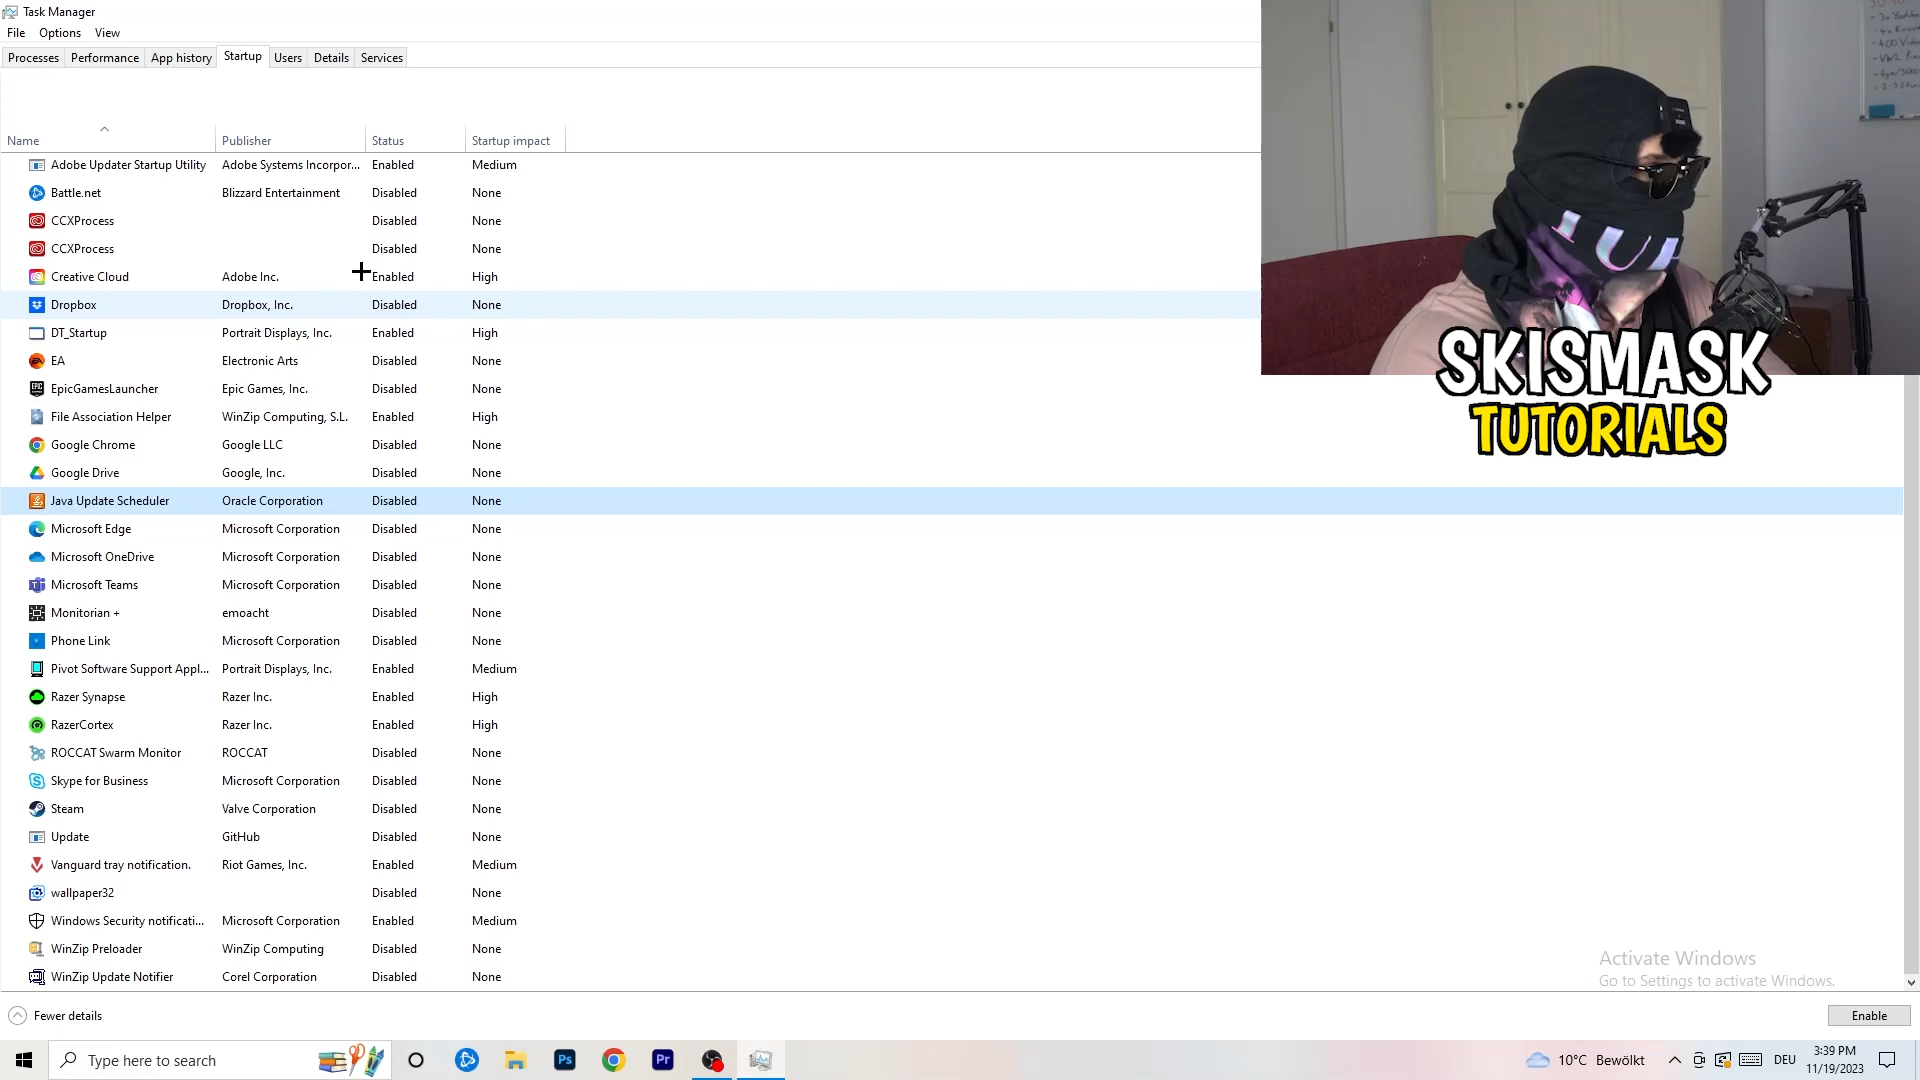 Task Manager
File Options View
Processes Performance App history Startup Users Details Services
Name Publisher Status Startup impact
Adobe Updater Startup Utility Adobe Systems Incorpor... Enabled Medium
Battle.net Blizzard Entertainment Disabled None
CCXProcess Disabled None
CCXProcess Disabled None
Creative Cloud Adobe Inc. Enabled High
Dropbox Dropbox, Inc. Disabled None
DT_Startup Portrait Displays, Inc. Enabled High
EA Electronic Arts Disabled None
EpicGamesLauncher Epic Games, Inc. Disabled None
File Association Helper WinZip Computing, S.L. Enabled High
Google Chrome Google LLC Disabled None
Google Drive Google, Inc. Disabled None
Java Update Scheduler Oracle Corporation Disabled None
Microsoft Edge Microsoft Corporation Disabled None
Microsoft OneDrive Microsoft Corporation Disabled None
Microsoft Teams Microsoft Corporation Disabled None
Monitorian + emoacht Disabled None
Phone Link Microsoft Corporation Disabled None
Pivot Software Support Appl... Portrait Displays, Inc. Enabled Medium
Razer Synapse Razer Inc. Enabled High
RazerCortex Razer Inc. Enabled High
ROCCAT Swarm Monitor ROCCAT Disabled None
Skype for Business Microsoft Corporation Disabled None
Steam Valve Corporation Disabled None
Update GitHub Disabled None
Vanguard tray notification. Riot Games, Inc. Enabled Medium
wallpaper32 Disabled None
Windows Security notificati... Microsoft Corporation Enabled Medium
WinZip Preloader WinZip Computing Disabled None
WinZip Update Notifier Corel Corporation Disabled None
SKISMASK
TUTORIALS
Activate Windows
Go to Settings to activate Windows.
Fewer details
Enable
Type here to search
Ps
Pr
10°C Bewölkt
DEU
3:39 PM
11/19/2023